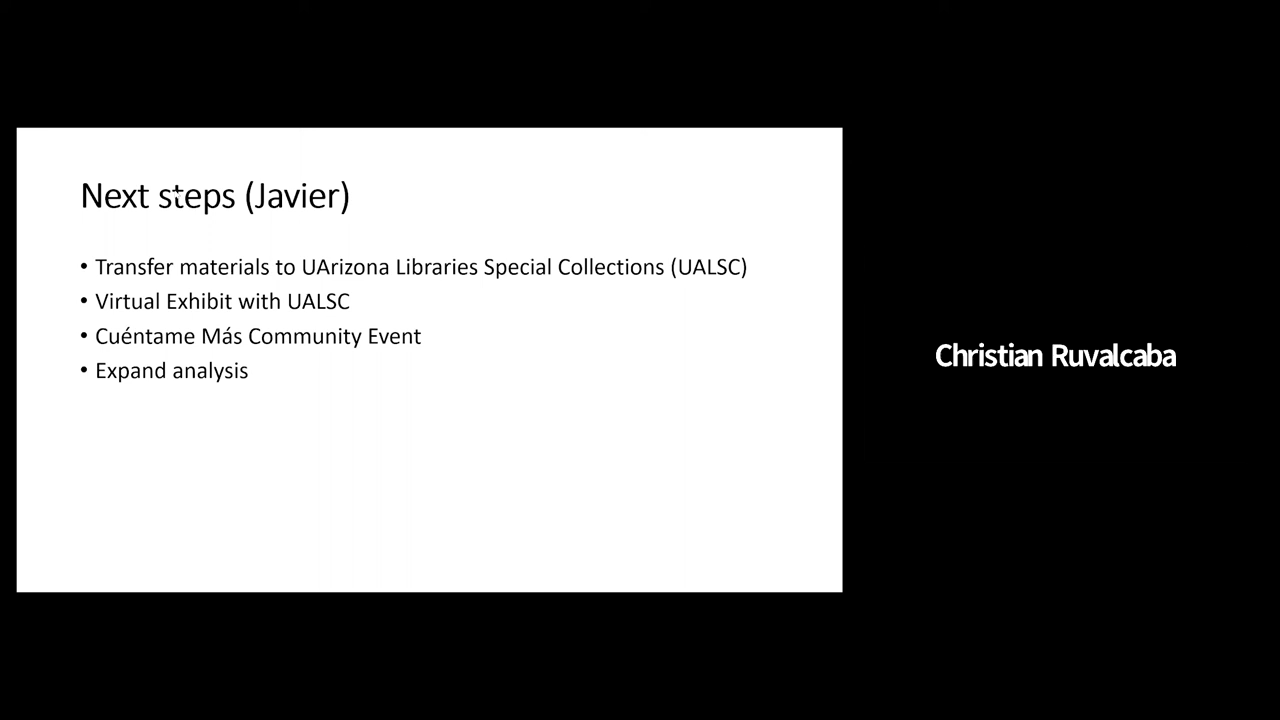 Next steps (Javier)
• Transfer materials to UArizona Libraries Special Collections (UALSC)
• Virtual Exhibit with UALSC
• Cuéntame Más Community Event
• Expand analysis
Christian Ruvalcaba